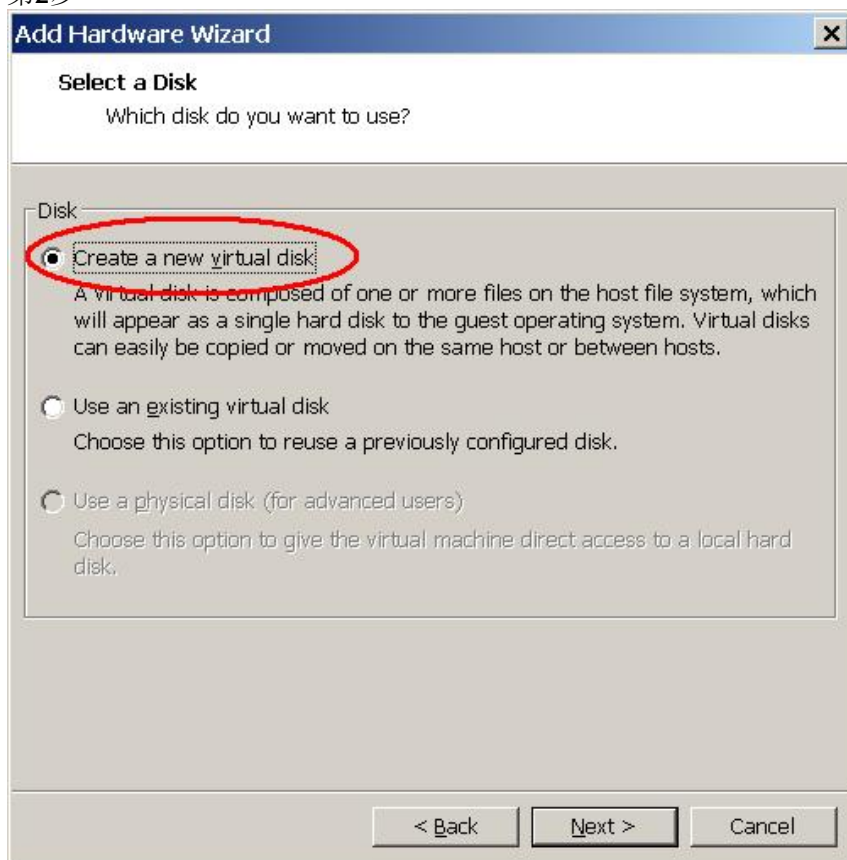 第2步
Add Hardware Wizard
Select a Disk
Which disk do you want to use?
Disk
Create a new virtual disk
A virtual disk is composed of one or more files on the host file system, which
will appear as a single hard disk to the guest operating system. Virtual disks
can easily be copied or moved on the same host or between hosts.
Use an existing virtual disk
Choose this option to reuse a previously configured disk.
Use a physical disk (for advanced users)
Choose this option to give the virtual machine direct access to a local hard
disk.
< Back Next > Cancel